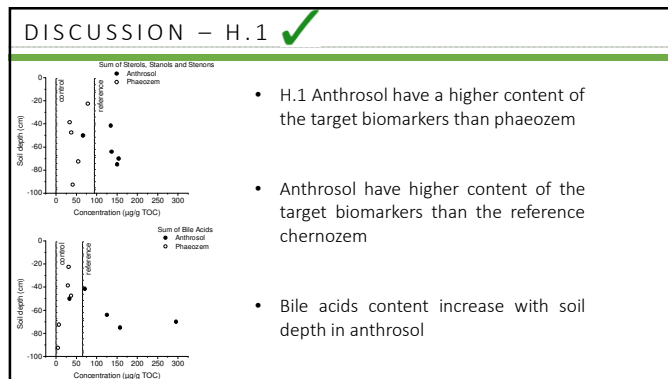 DISCUSSION – H.1
Sum of Sterols, Stanols and Stenons
Anthrosol
Phaeozem
control
reference
0
-20
-40
-60
-80
-100
Soil depth (cm)
0 50 100 150 200 250 300
Concentration (µg/g TOC)
Sum of Bile Acids
Anthrosol
Phaeozem
control
reference
0
-20
-40
-60
-80
-100
Soil depth (cm)
0 50 100 150 200 250 300
Concentration (µg/g TOC)
• H.1 Anthrosol have a higher content of
the target biomarkers than phaeozem
• Anthrosol have higher content of the
target biomarkers than the reference
chernozem
• Bile acids content increase with soil
depth in anthrosol